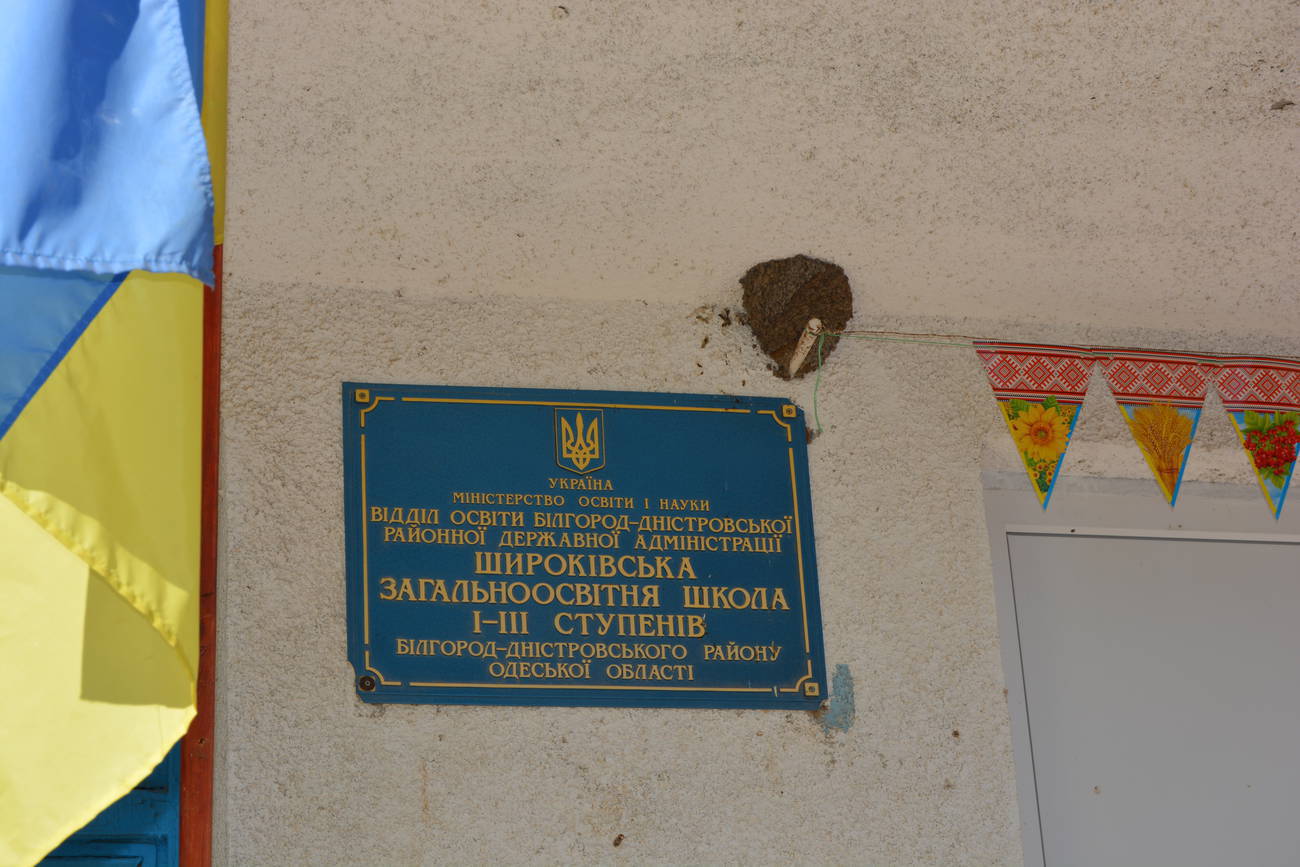 УКРАЇНА
МІНІСТЕРСТВО ОСВІТИ І НАУКИ
ВІДДІЛ ОСВІТИ БІЛГОРОД–ДНІСТРОВСЬКОЇ
РАЙОННОЇ ДЕРЖАВНОЇ АДМІНІСТРАЦІЇ
ШИРОКІВСЬКА
ЗАГАЛЬНООСВІТНЯ ШКОЛА
І–ІІІ СТУПЕНІВ
БІЛГОРОД–ДНІСТРОВСЬКОГО РАЙОНУ
ОДЕСЬКОЇ ОБЛАСТІ